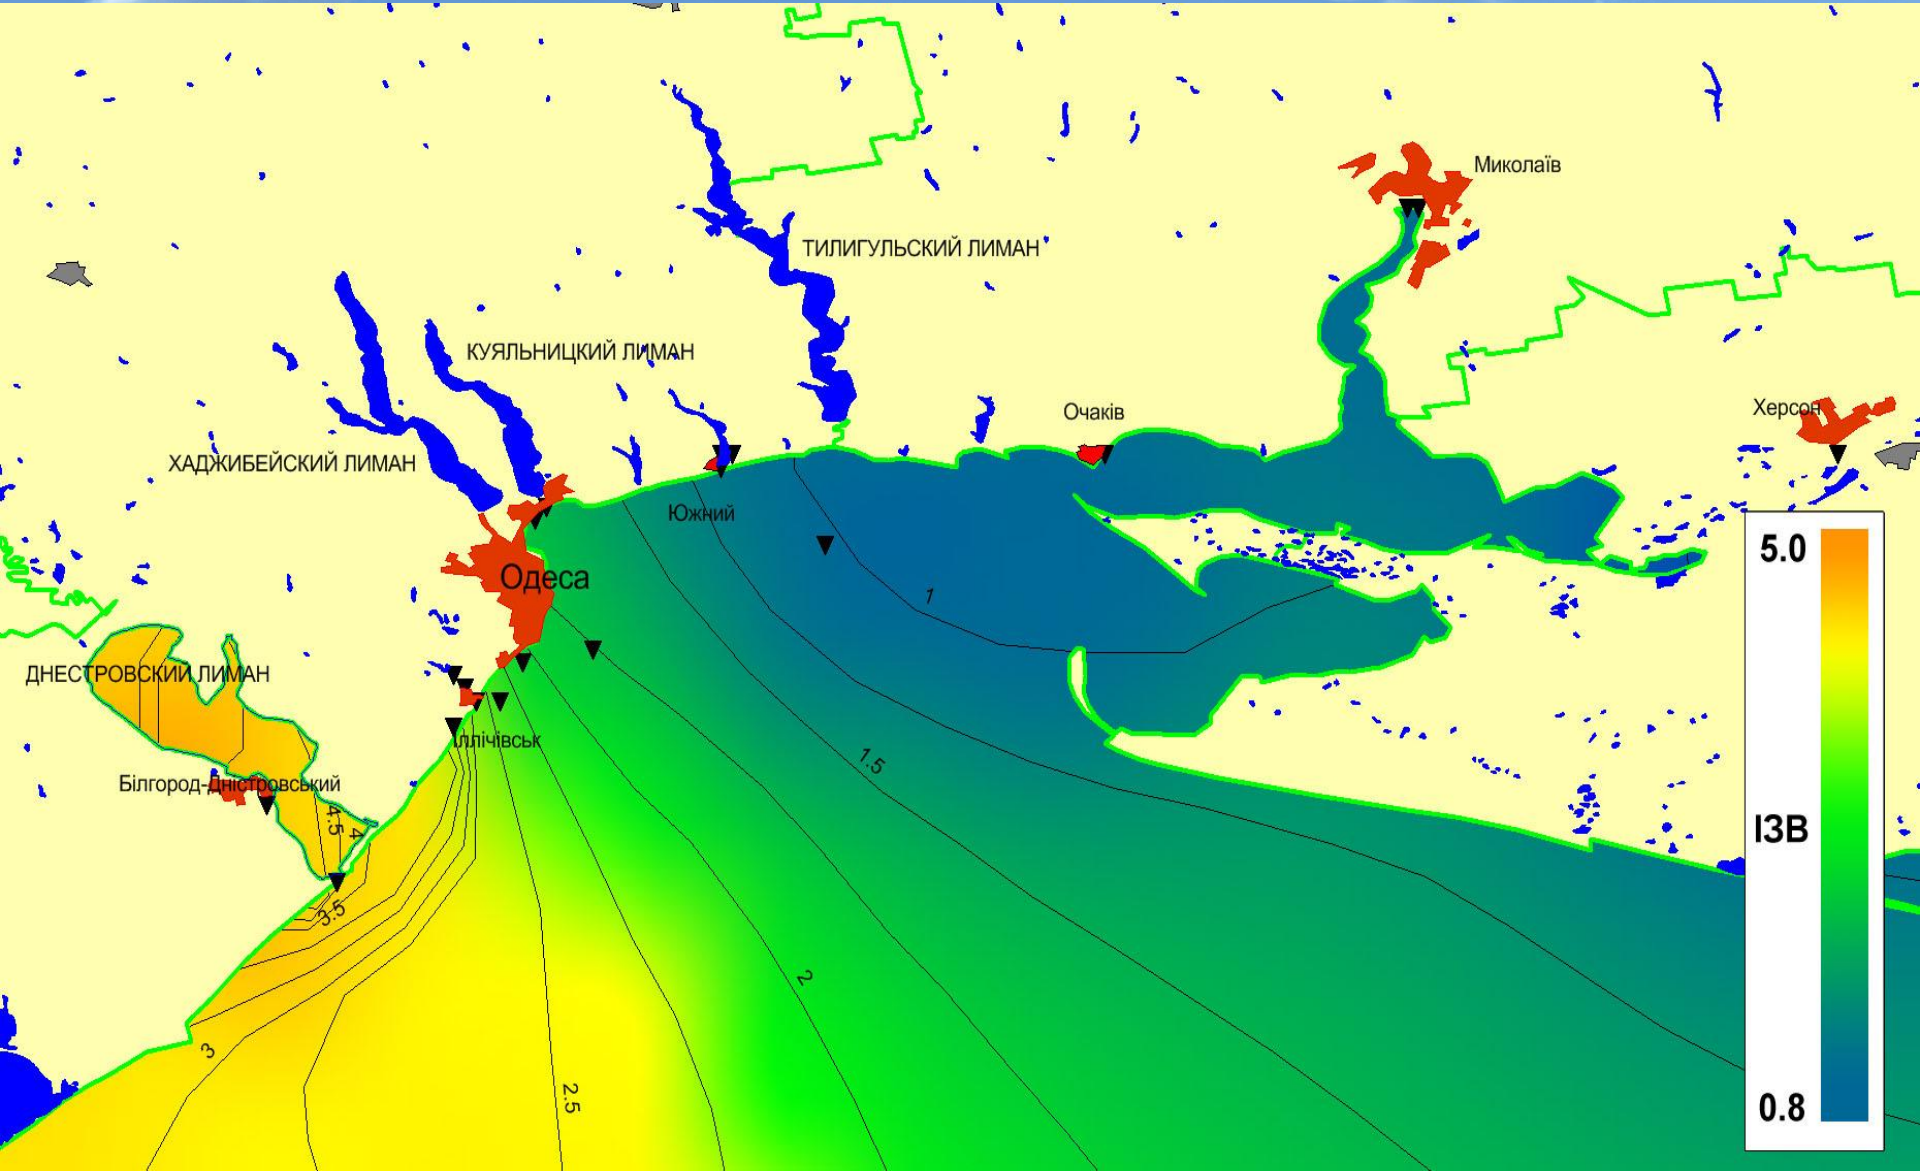 Миколаїв
ТИЛИГУЛЬСКИЙ ЛИМАН
КУЯЛЬНИЦКИЙ ЛИМАН
Очаків
Херсон
ХАДЖИБЕЙСКИЙ ЛИМАН
Южний
Одеса
1
ДНЕСТРОВСКИЙ ЛИМАН
Іллічівськ
1.5
Білгород-Дністровський
4.5
4
3.5
2
3
2.5
5.0
ІЗВ
0.8